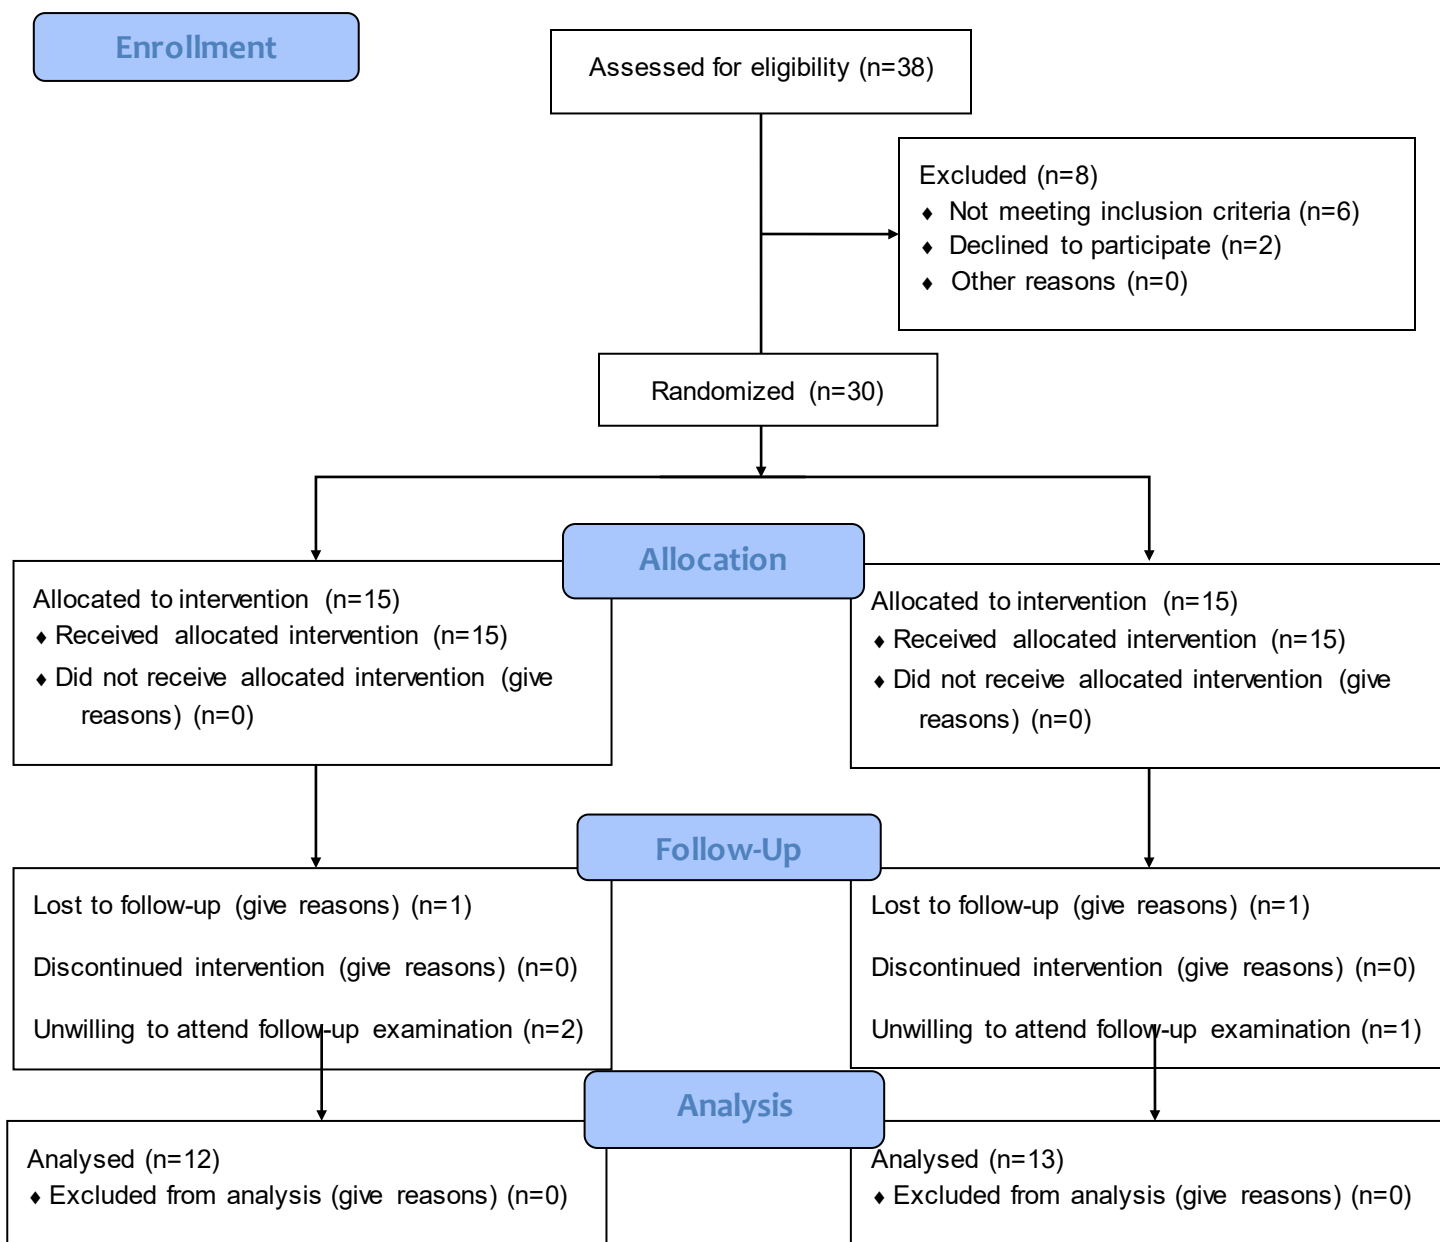 Enrollment
Assessed for eligibility (n=38)
Excluded (n=8)
♦ Not meeting inclusion criteria (n=6)
♦ Declined to participate (n=2)
♦ Other reasons (n=0)
Randomized (n=30)
Allocation
Allocated to intervention (n=15)
♦ Received allocated intervention (n=15)
♦ Did not receive allocated intervention (give
reasons) (n=0)
Allocated to intervention (n=15)
♦ Received allocated intervention (n=15)
♦ Did not receive allocated intervention (give
reasons) (n=0)
Follow-Up
Lost to follow-up (give reasons) (n=1)
Discontinued intervention (give reasons) (n=0)
Unwilling to attend follow-up examination (n=2)
Lost to follow-up (give reasons) (n=1)
Discontinued intervention (give reasons) (n=0)
Unwilling to attend follow-up examination (n=1)
Analysis
Analysed (n=12)
♦ Excluded from analysis (give reasons) (n=0)
Analysed (n=13)
♦ Excluded from analysis (give reasons) (n=0)